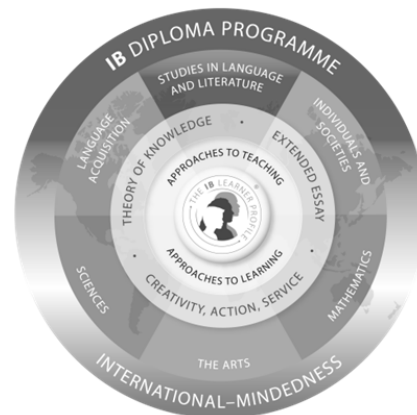 IB DIPLOMA PROGRAMME
STUDIES IN LANGUAGE
AND LITERATURE
LANGUAGE
ACQUISITION
INDIVIDUALS AND
SOCIETIES
THEORY OF KNOWLEDGE
EXTENDED ESSAY
APPROACHES TO TEACHING
THE IB LEARNER PROFILE
APPROACHES TO LEARNING
CREATIVITY, ACTION, SERVICE
SCIENCES
MATHEMATICS
THE ARTS
INTERNATIONAL–MINDEDNESS